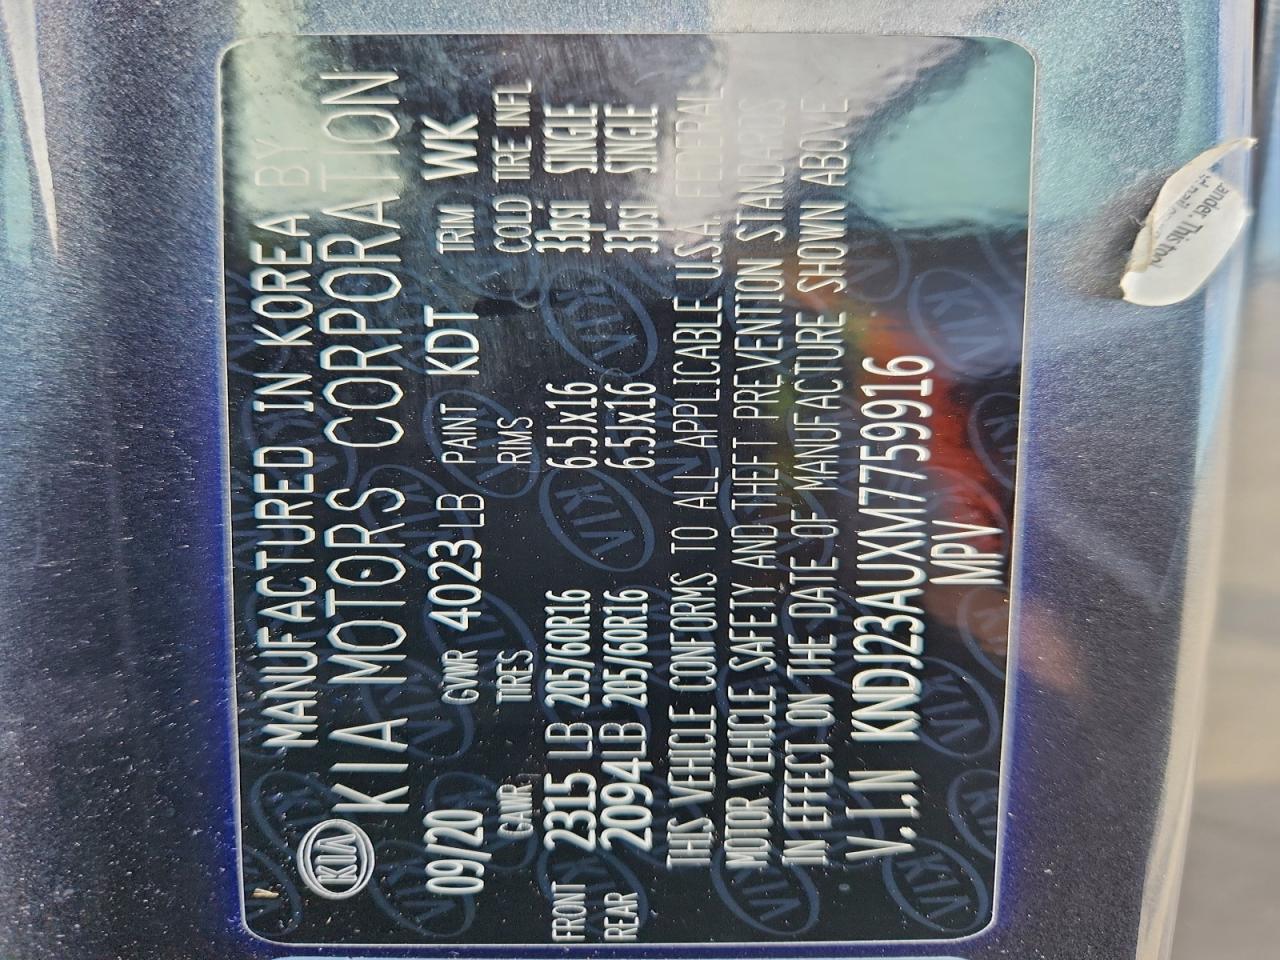 MANUFACTURED IN KOREA BY
KIA KIA MOTORS CORPORATION
09/20 GVWR 4023LB PAINT KDT TRM WK
GAWR TIRES RIMS COLD TIRE INFL
FRONT 2315 LB 205/60R16 6.5Jx16 33psi SINGLE
REAR 2094LB 205/60R16 6.5Jx16 33psi SINGLE
THIS VEHICLE CONFORMS TO ALL APPLICABLE U.S.A. FEDERAL
MOTOR VEHICLE SAFETY AND THEFT PREVENTION STANDARDS
IN EFFECT ON THE DATE OF MANUFACTURE SHOWN ABOVE
V.I.N KNDJ23AUXM7759916
MPV